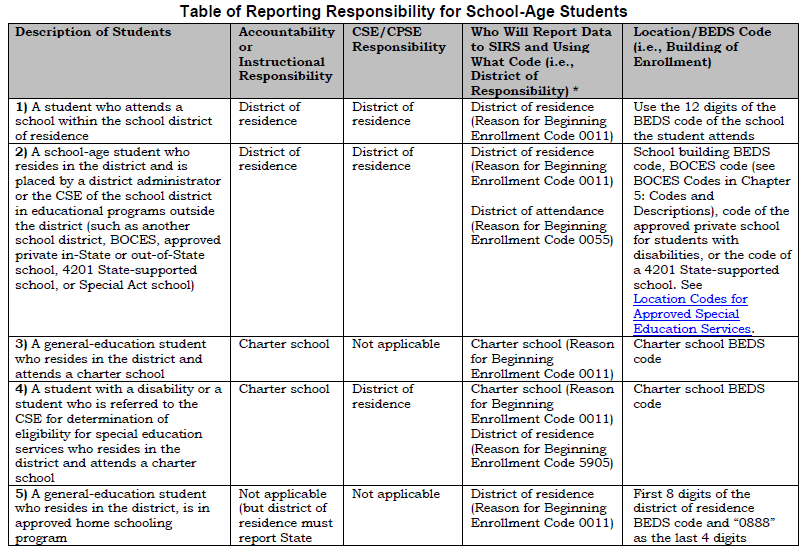 Table of Reporting Responsibility for School-Age Students
Description of Students
Accountability
or
Instructional
Responsibility
CSE/CPSE
Responsibility
Who Will Report Data
to SIRS and Using
What Code (i.e.,
District of
Responsibility) *
Location/BEDS Code
(i.e., Building of
Enrollment)
1) A student who attends a
school within the school district
of residence
District of
residence
District of
residence
District of residence
(Reason for Beginning
Enrollment Code 0011)
Use the 12 digits of the
BEDS code of the school
the student attends
2) A school-age student who
resides in the district and is
placed by a district administrator
or the CSE of the school district
in educational programs outside
the district (such as another
school district, BOCES, approved
private in-State or out-of-State
school, 4201 State-supported
school, or Special Act school)
District of
residence
District of
residence
District of residence
(Reason for Beginning
Enrollment Code 0011)
District of attendance
(Reason for Beginning
Enrollment Code 0055)
School building BEDS
code, BOCES code (see
BOCES Codes in Chapter
5: Codes and
Descriptions), code of the
approved private school
for students with
disabilities, or the code of
a 4201 State-supported
school. See
Location Codes for
Approved Special
Education Services.
3) A general-education student
who resides in the district and
attends a charter school
Charter school
Not applicable
Charter school (Reason
for Beginning
Enrollment Code 0011)
Charter school BEDS
code
4) A student with a disability or a
student who is referred to the
CSE for determination of
eligibility for special education
services who resides in the
district and attends a charter
school
Charter school
District of
residence
Charter school (Reason
for Beginning
Enrollment Code 0011)
District of residence
(Reason for Beginning
Enrollment Code 5905)
Charter school BEDS
code
5) A general-education student
who resides in the district, is in
approved home schooling
program
Not applicable
(but district of
residence must
report State
Not applicable
District of residence
(Reason for Beginning
Enrollment Code 0011)
First 8 digits of the
district of residence
BEDS code and “0888”
as the last 4 digits